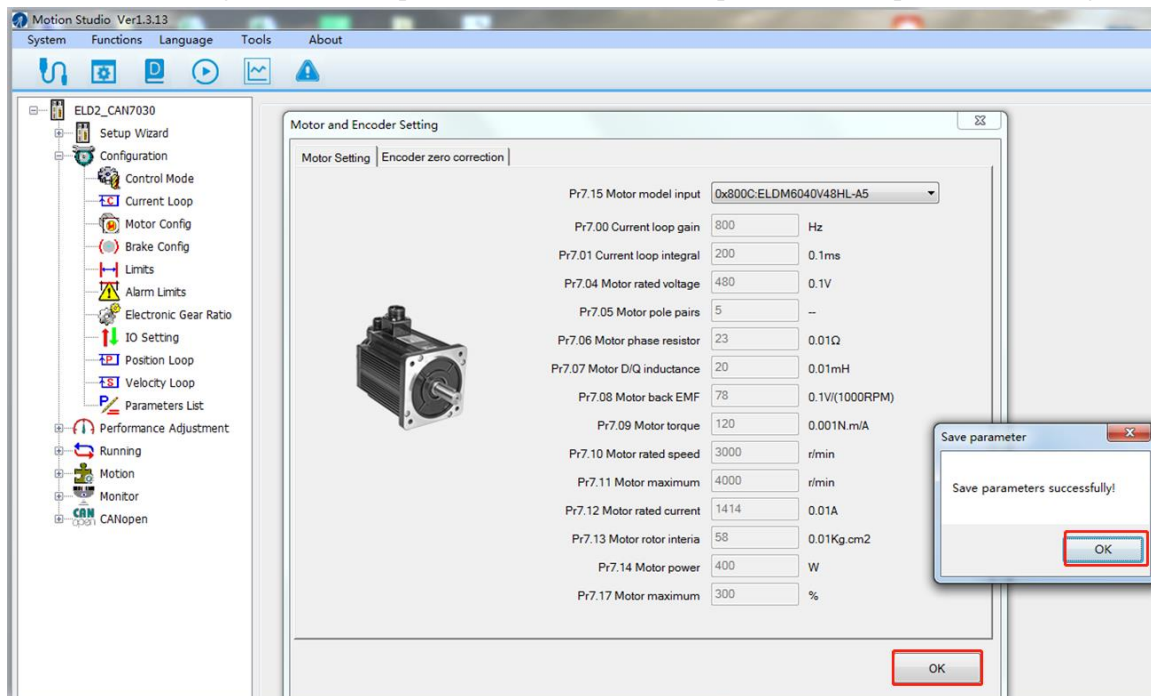 Motion Studio Ver1.3.13
System Functions Language Tools About
ELD2_CAN7030
Setup Wizard
Configuration
Control Mode
Current Loop
Motor Config
Brake Config
Limits
Alarm Limits
Electronic Gear Ratio
IO Setting
Position Loop
Velocity Loop
Parameters List
Performance Adjustment
Running
Motion
Monitor
CANopen
Motor and Encoder Setting
Motor Setting Encoder zero correction
Pr7.15 Motor model input 0x800C:ELDM6040V48HL-A5
Pr7.00 Current loop gain 800 Hz
Pr7.01 Current loop integral 200 0.1ms
Pr7.04 Motor rated voltage 480 0.1V
Pr7.05 Motor pole pairs 5 --
Pr7.06 Motor phase resistor 23 0.01Ω
Pr7.07 Motor D/Q inductance 20 0.01mH
Pr7.08 Motor back EMF 78 0.1V/(1000RPM)
Pr7.09 Motor torque 120 0.001N.m/A
Pr7.10 Motor rated speed 3000 r/min
Pr7.11 Motor maximum 4000 r/min
Pr7.12 Motor rated current 1414 0.01A
Pr7.13 Motor rotor interia 58 0.01Kg.cm2
Pr7.14 Motor power 400 W
Pr7.17 Motor maximum 300 %
OK
Save parameter
Save parameters successfully!
OK